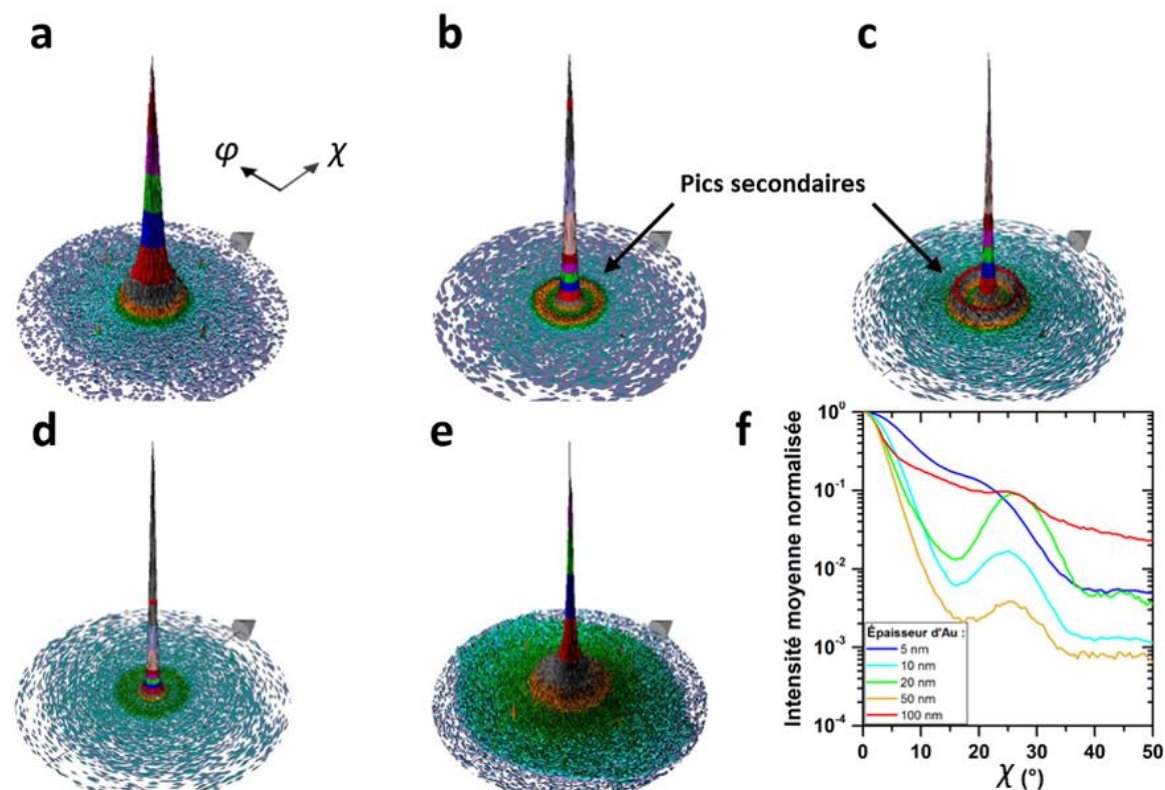 a
b
c
φ
χ
Pics secondaires
d
e
f
Intensité moyenne normalisée
10⁰
10⁻¹
10⁻²
10⁻³
10⁻⁴
Épaisseur d'Au :
5 nm
10 nm
20 nm
50 nm
100 nm
0 10 20 30 40 50
χ (°)